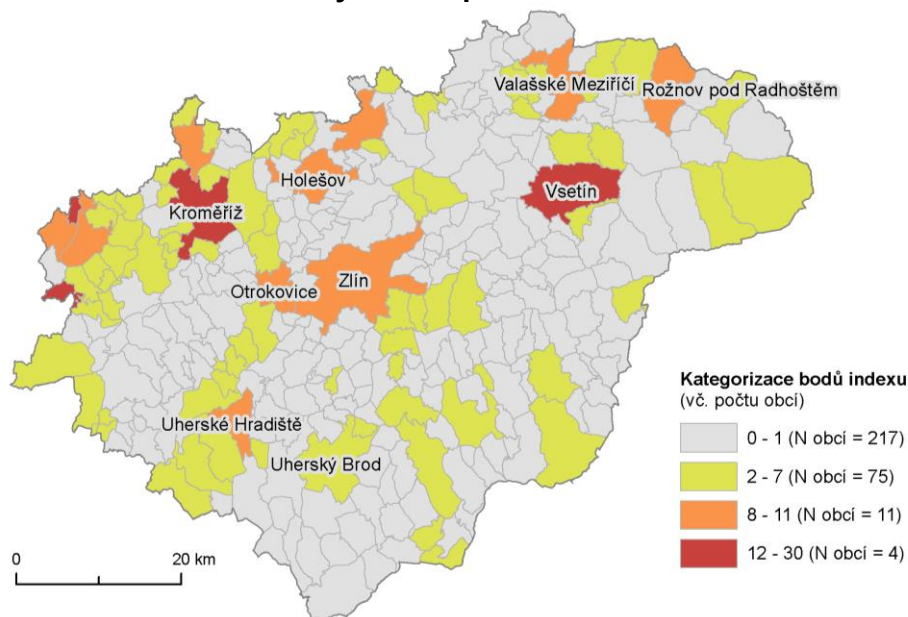 Valašské Meziříčí
Rožnov pod Radhoštěm
Holešov
Vsetín
Kroměříž
Otrokovice
Zlín
Uherské Hradiště
Uherský Brod
Kategorizace bodů indexu
(vč. počtu obcí)
0 - 1 (N obcí = 217)
2 - 7 (N obcí = 75)
8 - 11 (N obcí = 11)
12 - 30 (N obcí = 4)
0 20 km